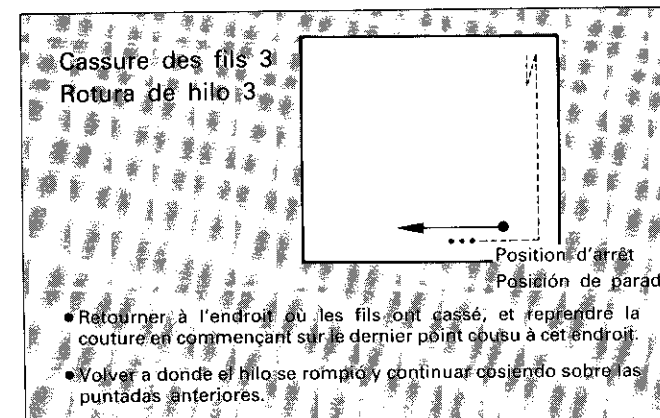 Cassure des fils 3
Rotura de hilo 3
Position d'arrêt
Posición de parad
● Retourner à l'endroit où les fils ont cassé, et reprendre la
couture en commençant sur le dernier point cousu à cet endroit.
● Volver a donde el hilo se rompió y continuar cosiendo sobre las
puntadas anteriores.